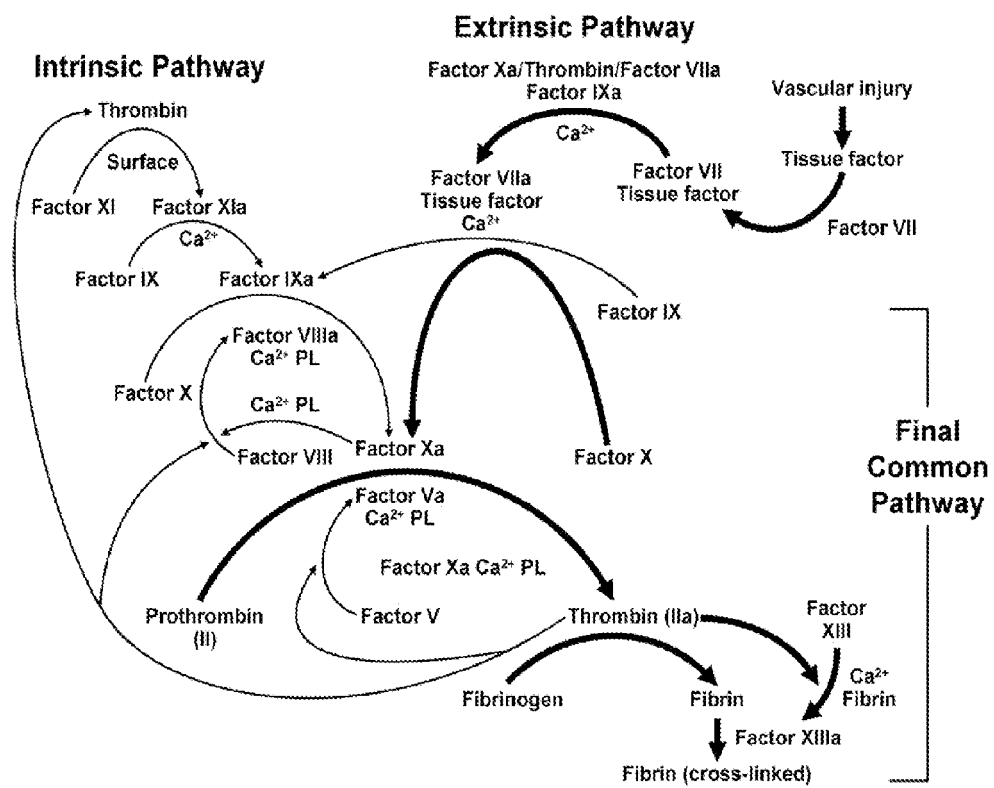 Extrinsic Pathway
Intrinsic Pathway
Factor Xa/Thrombin/Factor VIIa
Factor IXa
Ca²⁺
Vascular injury
Thrombin
Surface
Tissue factor
Factor VIIa
Tissue factor
Ca²⁺
Factor VII
Tissue factor
Factor XI
Factor XIa
Ca²⁺
Factor VII
Factor IX
Factor IXa
Factor IX
Factor VIIIa
Ca²⁺ PL
Factor X
Ca²⁺ PL
Factor VIII
Factor Xa
Factor X
Final
Common
Pathway
Factor Va
Ca²⁺ PL
Factor Xa Ca²⁺ PL
Prothrombin
(II)
Factor V
Thrombin (IIa)
Factor
XIII
Ca²⁺
Fibrin
Fibrinogen
Fibrin
Factor XIIIa
Fibrin (cross-linked)